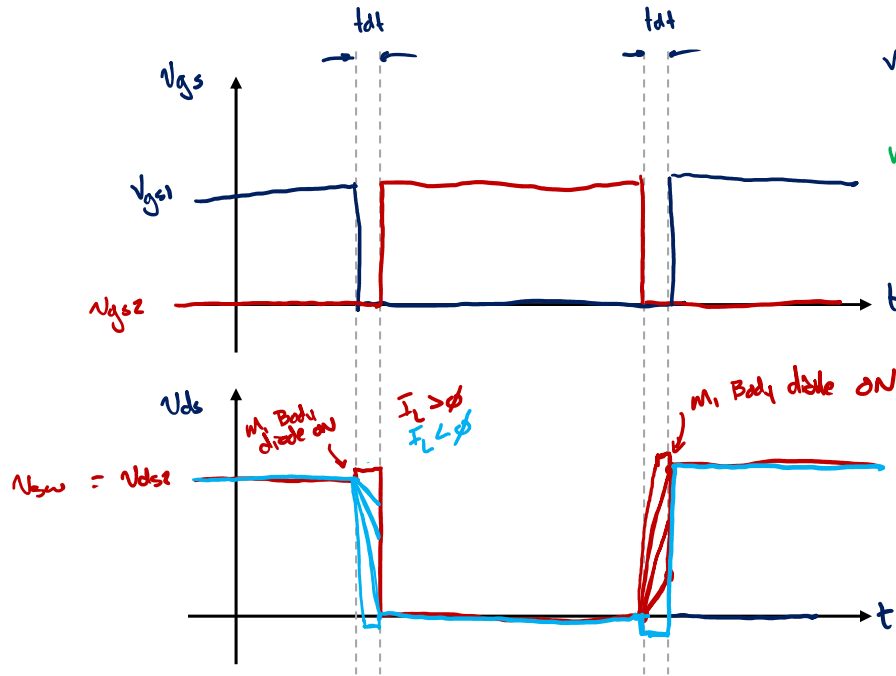 tdt
tdt
Vgs
Vgs1
Vgs2
t
Vds
M1 Body
diode ON
IL >ø
IL <ø
M1 Body diode ON
Vsw = Vds2
t